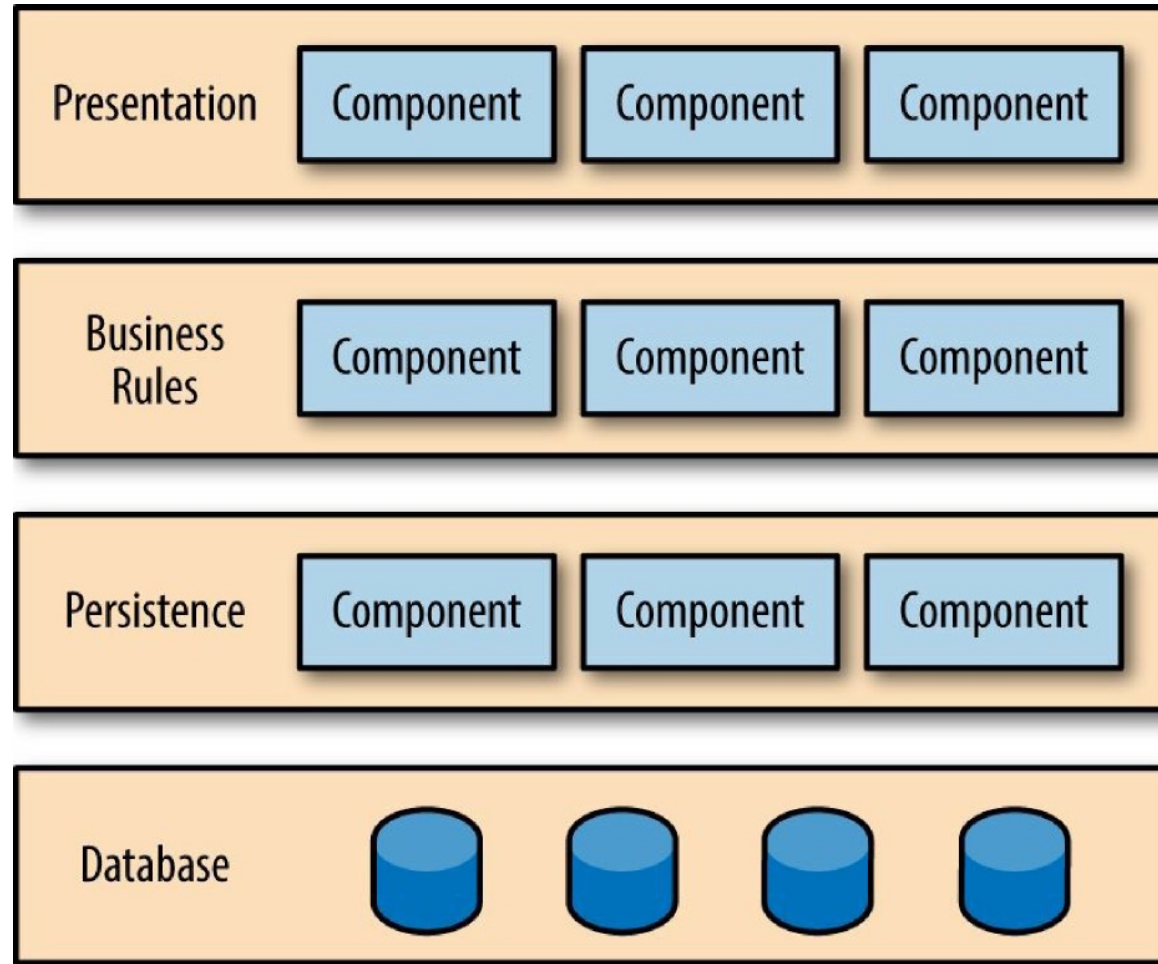 Presentation Component Component Component
Business
Rules
Component Component Component
Persistence Component Component Component
Database